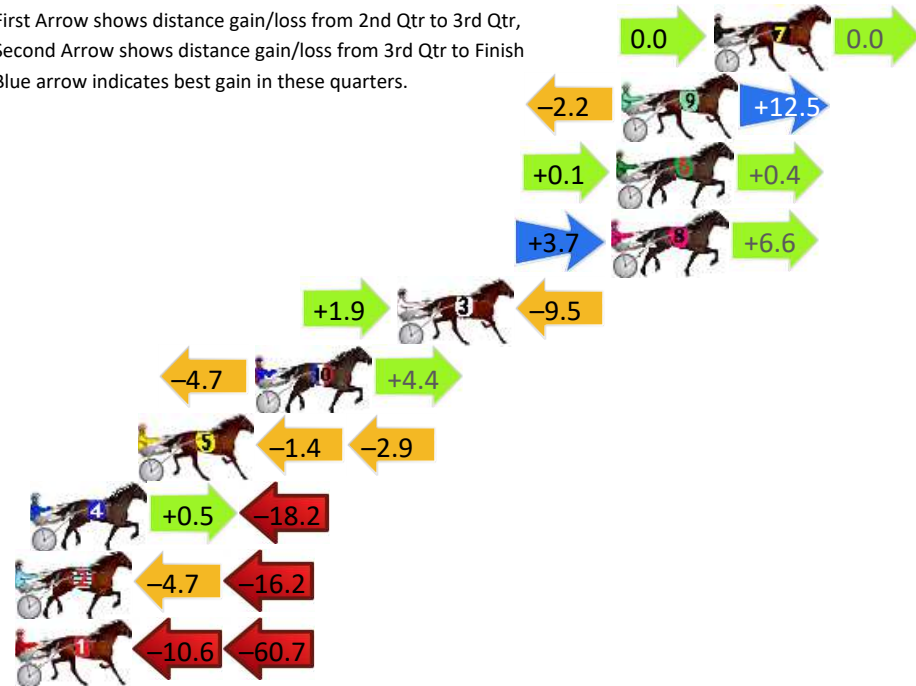 First Arrow shows distance gain/loss from 2nd Qtr to 3rd Qtr,
Second Arrow shows distance gain/loss from 3rd Qtr to Finish
Blue arrow indicates best gain in these quarters.
0.0 7 0.0
–2.2 9 +12.5
+0.1 6 +0.4
+3.7 8 +6.6
+1.9 3 –9.5
–4.7 10 +4.4
5 –1.4 –2.9
4 +0.5 –18.2
2 –4.7 –16.2
1 –10.6 –60.7